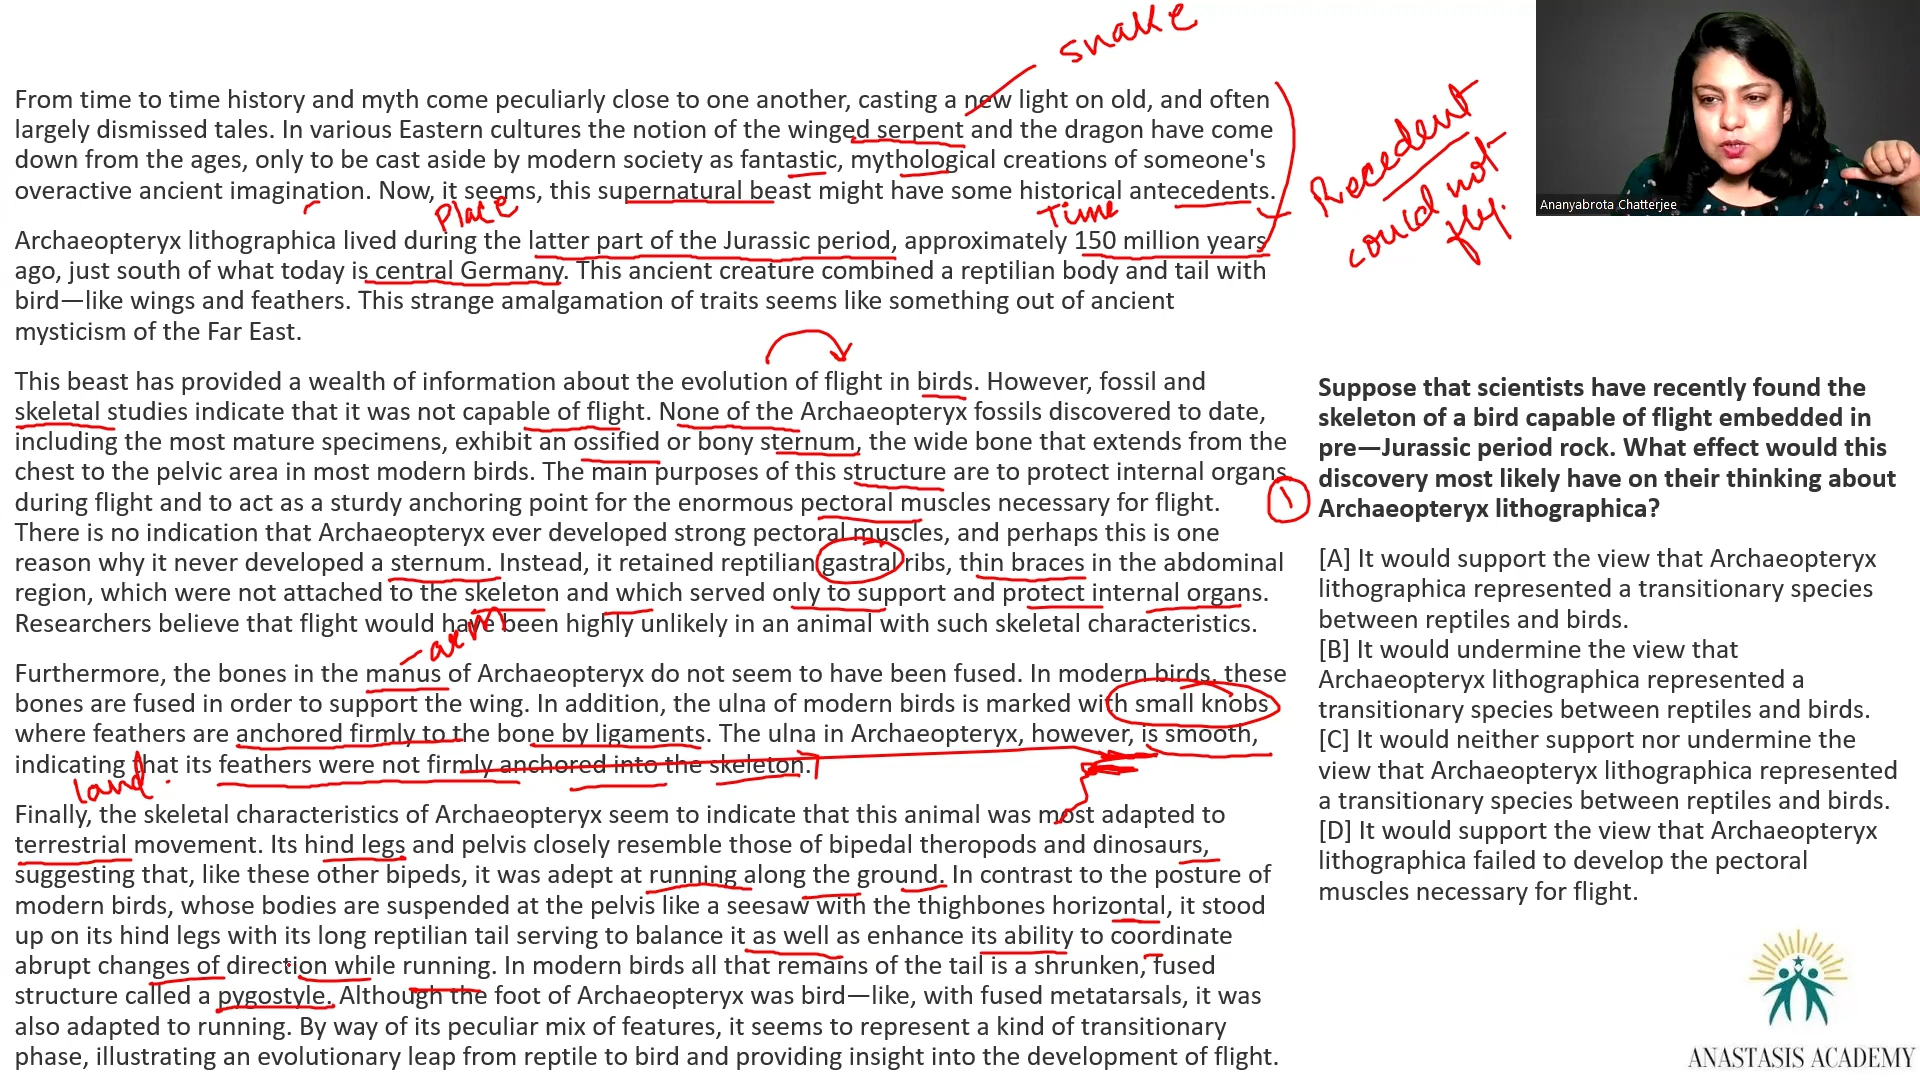 snake
From time to time history and myth come peculiarly close to one another, casting a new light on old, and often
largely dismissed tales. In various Eastern cultures the notion of the winged serpent and the dragon have come
down from the ages, only to be cast aside by modern society as fantastic, mythological creations of someone's
overactive ancient imagination. Now, it seems, this supernatural beast might have some historical antecedents.
Recedent
could not
fly.
Ananyabrota Chatterjee
Place
Time
Archaeopteryx lithographica lived during the latter part of the Jurassic period, approximately 150 million years
ago, just south of what today is central Germany. This ancient creature combined a reptilian body and tail with
bird—like wings and feathers. This strange amalgamation of traits seems like something out of ancient
mysticism of the Far East.
This beast has provided a wealth of information about the evolution of flight in birds. However, fossil and
skeletal studies indicate that it was not capable of flight. None of the Archaeopteryx fossils discovered to date,
including the most mature specimens, exhibit an ossified or bony sternum, the wide bone that extends from the
chest to the pelvic area in most modern birds. The main purposes of this structure are to protect internal organs
during flight and to act as a sturdy anchoring point for the enormous pectoral muscles necessary for flight.
There is no indication that Archaeopteryx ever developed strong pectoral muscles, and perhaps this is one
reason why it never developed a sternum. Instead, it retained reptilian gastral ribs, thin braces in the abdominal
region, which were not attached to the skeleton and which served only to support and protect internal organs.
Researchers believe that flight would have been highly unlikely in an animal with such skeletal characteristics.
- arm
Furthermore, the bones in the manus of Archaeopteryx do not seem to have been fused. In modern birds, these
bones are fused in order to support the wing. In addition, the ulna of modern birds is marked with small knobs
where feathers are anchored firmly to the bone by ligaments. The ulna in Archaeopteryx, however, is smooth,
indicating that its feathers were not firmly anchored into the skeleton.
land
Finally, the skeletal characteristics of Archaeopteryx seem to indicate that this animal was most adapted to
terrestrial movement. Its hind legs and pelvis closely resemble those of bipedal theropods and dinosaurs,
suggesting that, like these other bipeds, it was adept at running along the ground. In contrast to the posture of
modern birds, whose bodies are suspended at the pelvis like a seesaw with the thighbones horizontal, it stood
up on its hind legs with its long reptilian tail serving to balance it as well as enhance its ability to coordinate
abrupt changes of direction while running. In modern birds all that remains of the tail is a shrunken, fused
structure called a pygostyle. Although the foot of Archaeopteryx was bird—like, with fused metatarsals, it was
also adapted to running. By way of its peculiar mix of features, it seems to represent a kind of transitionary
phase, illustrating an evolutionary leap from reptile to bird and providing insight into the development of flight.
1
Suppose that scientists have recently found the
skeleton of a bird capable of flight embedded in
pre—Jurassic period rock. What effect would this
discovery most likely have on their thinking about
Archaeopteryx lithographica?
[A] It would support the view that Archaeopteryx
lithographica represented a transitionary species
between reptiles and birds.
[B] It would undermine the view that
Archaeopteryx lithographica represented a
transitionary species between reptiles and birds.
[C] It would neither support nor undermine the
view that Archaeopteryx lithographica represented
a transitionary species between reptiles and birds.
[D] It would support the view that Archaeopteryx
lithographica failed to develop the pectoral
muscles necessary for flight.
ANASTASIS ACADEMY